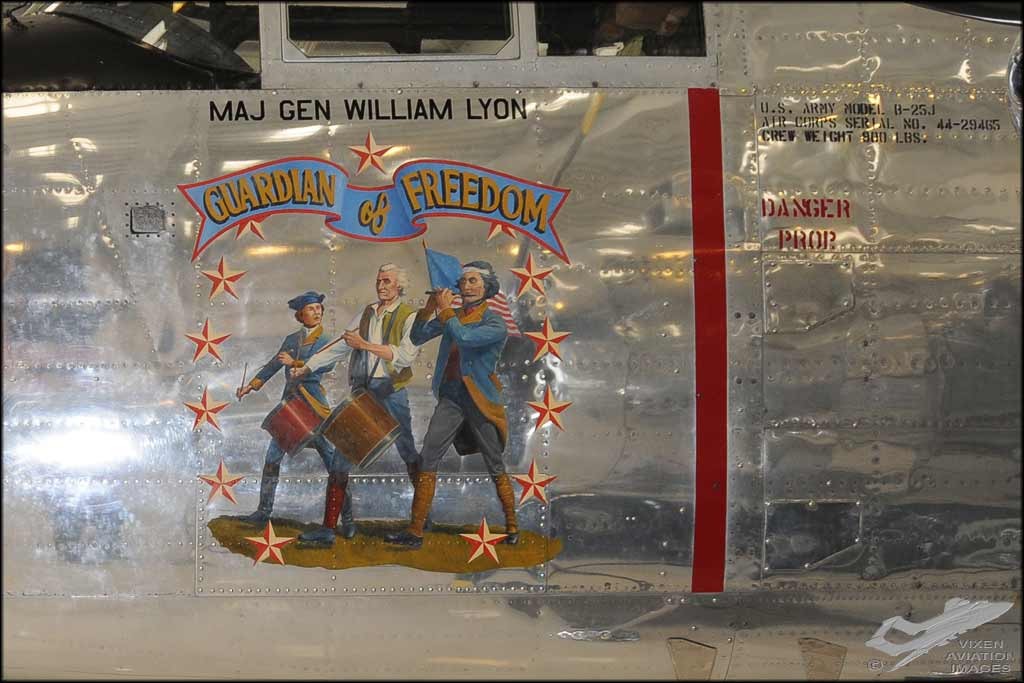 MAJ GEN WILLIAM LYON
GUARDIAN of FREEDOM
U.S. ARMY MODEL B-25J
AIR CORPS SERIAL NO. 44-29465
CREW WEIGHT 900 LBS.
DANGER
PROP
© VIXEN
AVIATION
IMAGES